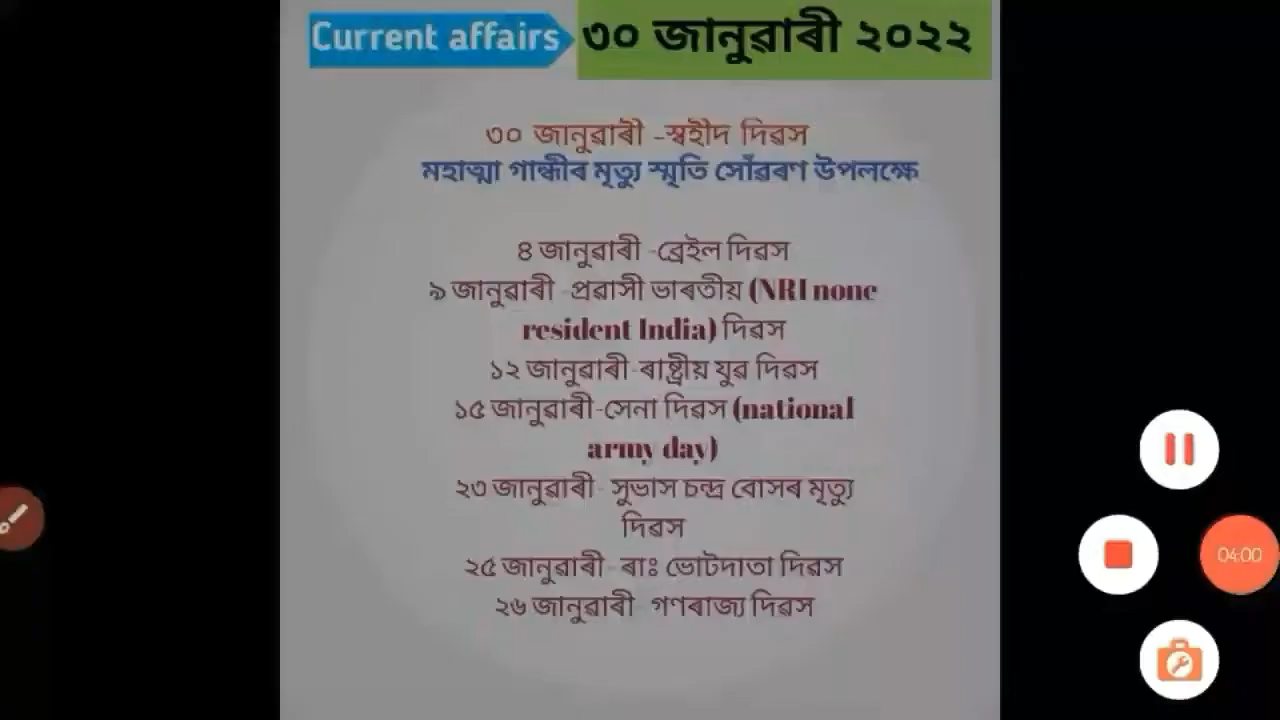 Current affairs
৩০ জানুৱাৰী ২০২২
৩০ জানুৱাৰী -স্বহীদ দিৱস
মহাত্মা গান্ধীৰ মৃত্যু স্মৃতি সোঁৱৰণ উপলক্ষে
৪ জানুৱাৰী -ব্ৰেইল দিৱস
৯ জানুৱাৰী -প্ৰৱাসী ভাৰতীয় (NRI none
resident India) দিৱস
১২ জানুৱাৰী-ৰাষ্ট্ৰীয় যুৱ দিৱস
১৫ জানুৱাৰী-সেনা দিৱস (national
army day)
২৩ জানুৱাৰী- সুভাস চন্দ্ৰ বোসৰ মৃত্যু
দিৱস
২৫ জানুৱাৰী- ৰাঃ ভোটদাতা দিৱস
২৬ জানুৱাৰী- গণৰাজ্য দিৱস
04:00